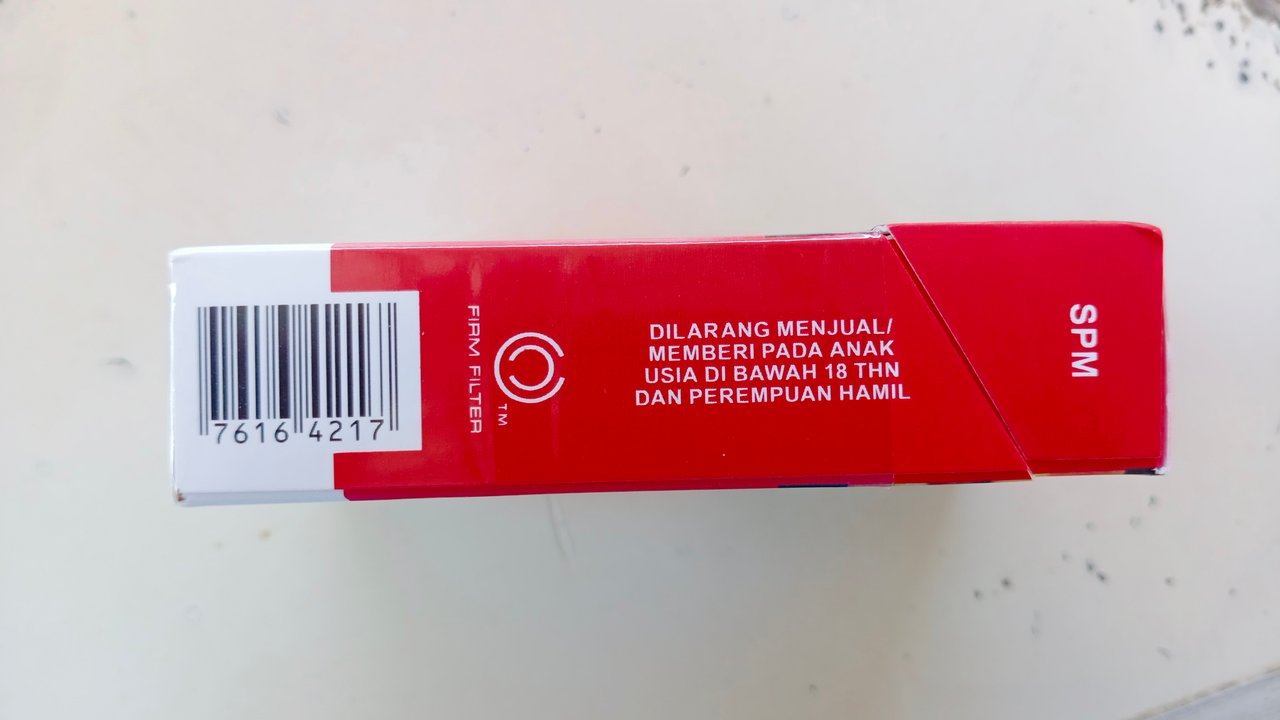 7616 4217
FIRM FILTER
TM
DILARANG MENJUAL/
MEMBERI PADA ANAK
USIA DI BAWAH 18 THN
DAN PEREMPUAN HAMIL
SPM